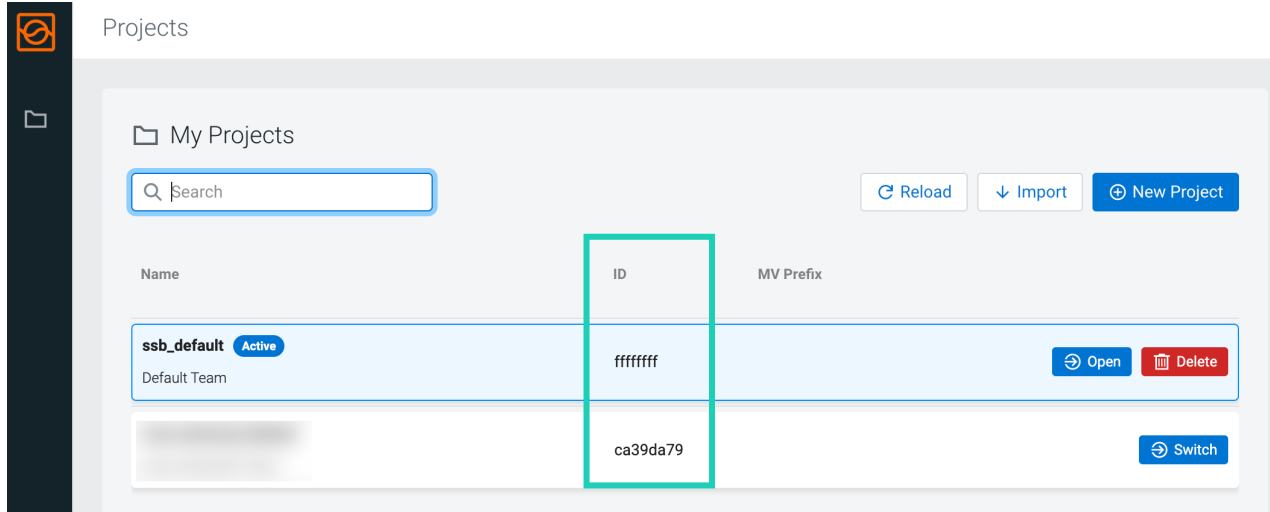 Projects
My Projects
Search
Reload
Import
New Project
Name ID MV Prefix
ssb_default Active
Default Team
ffffffff
Open
Delete
ca39da79
Switch